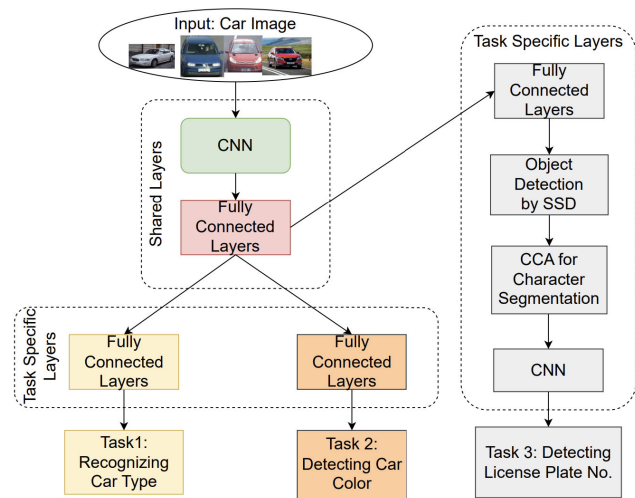 Input: Car Image
Shared Layers
CNN
Fully
Connected
Layers
Task Specific
Layers
Fully
Connected
Layers
Fully
Connected
Layers
Task1:
Recognizing
Car Type
Task 2:
Detecting Car
Color
Task Specific Layers
Fully
Connected
Layers
Object
Detection
by SSD
CCA for
Character
Segmentation
CNN
Task 3: Detecting
License Plate No.